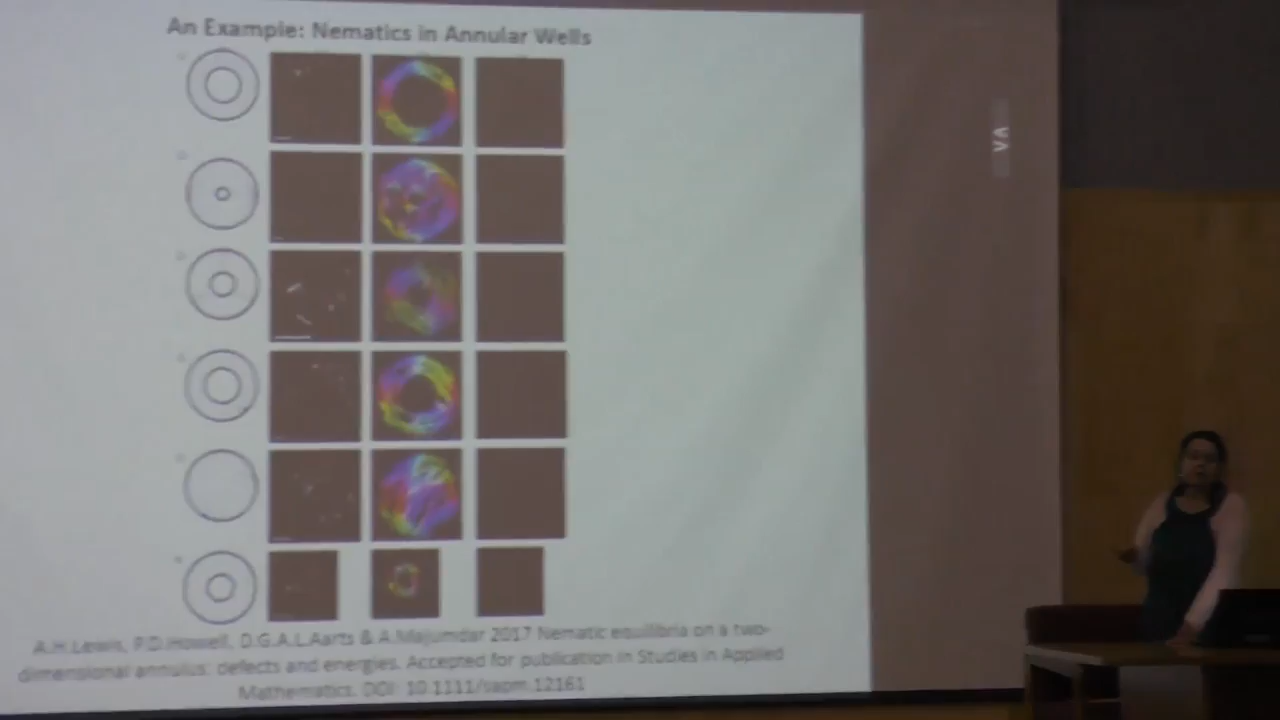 An Example: Nematics in Annular Wells
A.H.Lewis, P.D.Howell, D.G.A.L.Aarts & A.Majumdar 2017 Nematic equilibria on a two-
dimensional annulus: defects and energies. Accepted for publication in Studies in Applied
Mathematics. DOI: 10.1111/sapm.12161